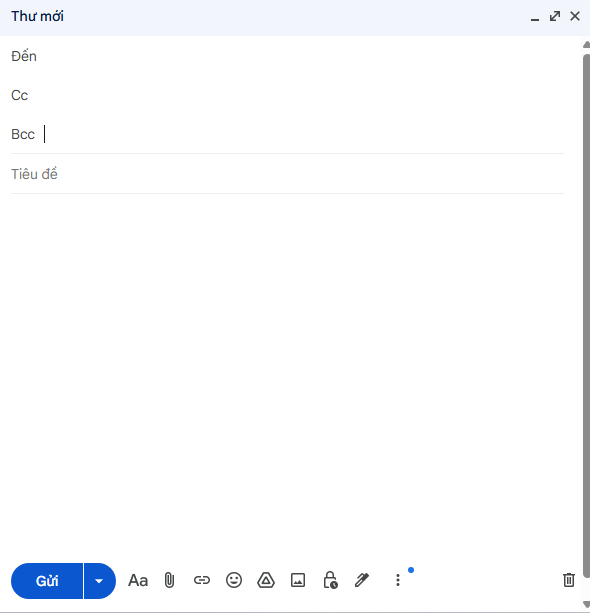 Thư mới
Đến
Cc
Bcc
Tiêu đề
Gửi
Aa